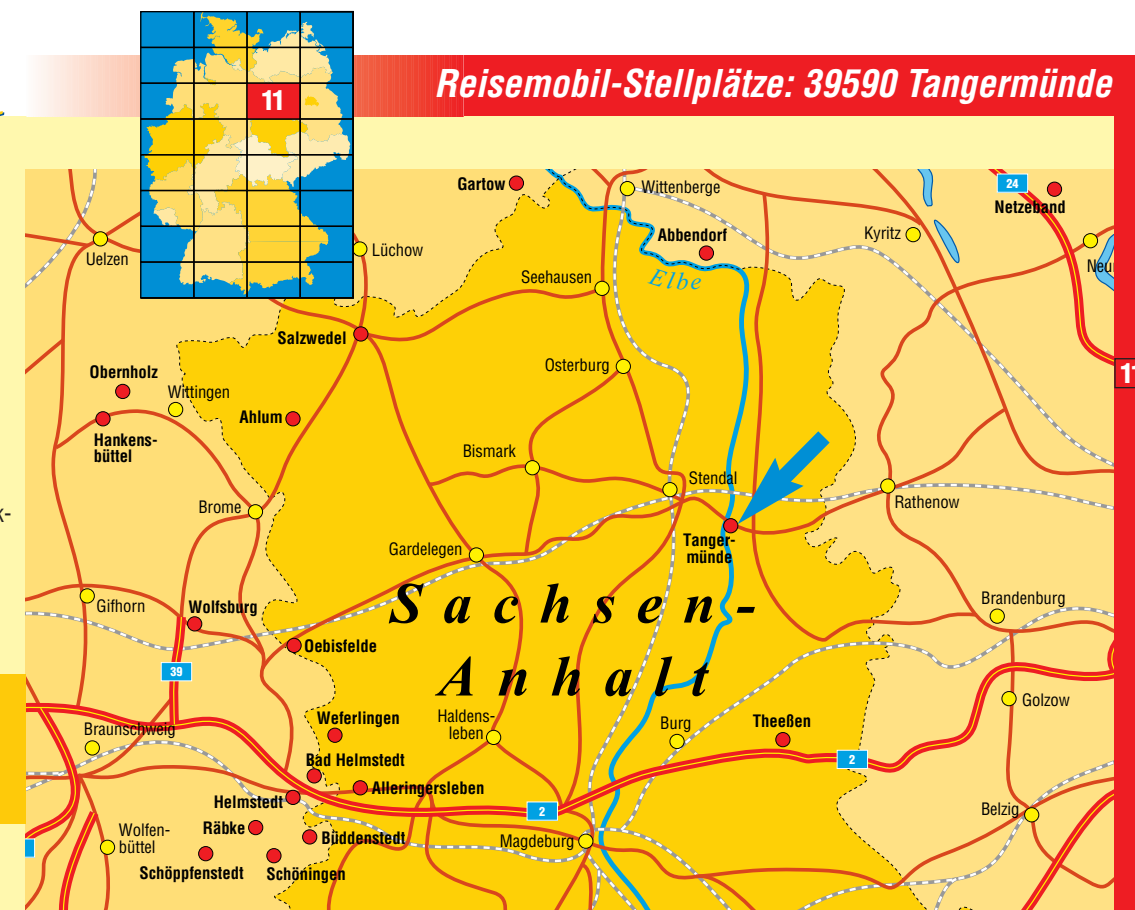 11
Reisemobil-Stellplätze: 39590 Tangermünde
Gartow
Wittenberge
24
Netzeband
Abbendorf
Kyritz
Uelzen
Lüchow
Neu
Seehausen
Elbe
Salzwedel
Obernholz
Osterburg
11
Wittingen
Ahlum
Hankens-
büttel
Bismark
Stendal
Rathenow
k-
Brome
Tanger-
münde
Gardelegen
Gifhorn
Wolfsburg
Sachsen-
Anhalt
Brandenburg
Oebisfelde
39
Golzow
Weferlingen
Haldens-
leben
Burg
Theeßen
Braunschweig
Bad Helmstedt
2
Alleringersleben
Helmstedt
2
Belzig
Räbke
Wolfen-
büttel
Büddenstedt
Magdeburg
Schöppfenstedt
Schöningen